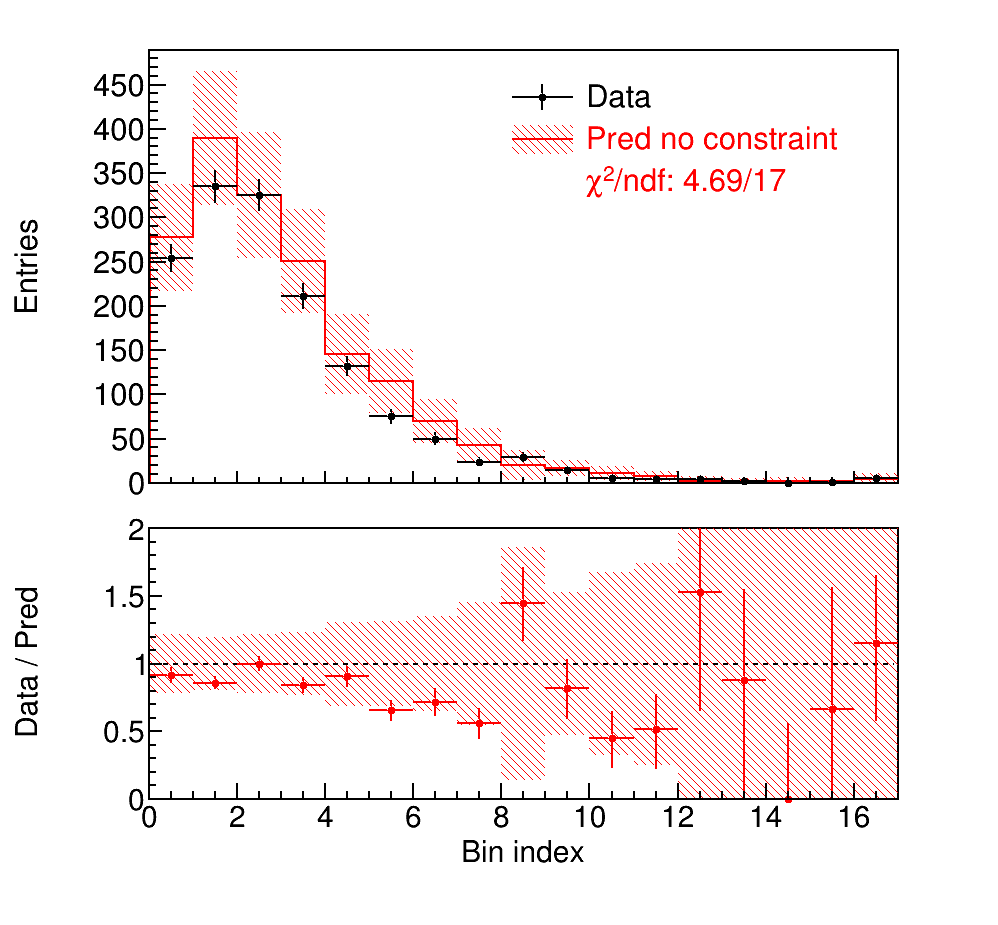 Entries
450
400
350
300
250
200
150
100
50
0
Data
Pred no constraint
χ²/ndf: 4.69/17
Data / Pred
2
1.5
1
0.5
0
0 2 4 6 8 10 12 14 16
Bin index